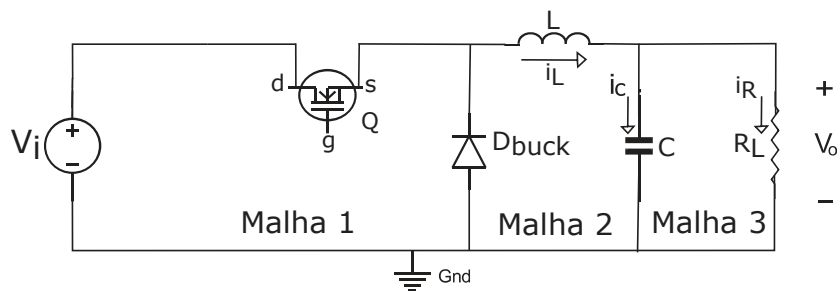 L
d
s
i_L
i_c
i_R
+
Q
g
V_i
+
−
D_buck
C
R_L
V_o
−
Malha 1
Malha 2
Malha 3
Gnd